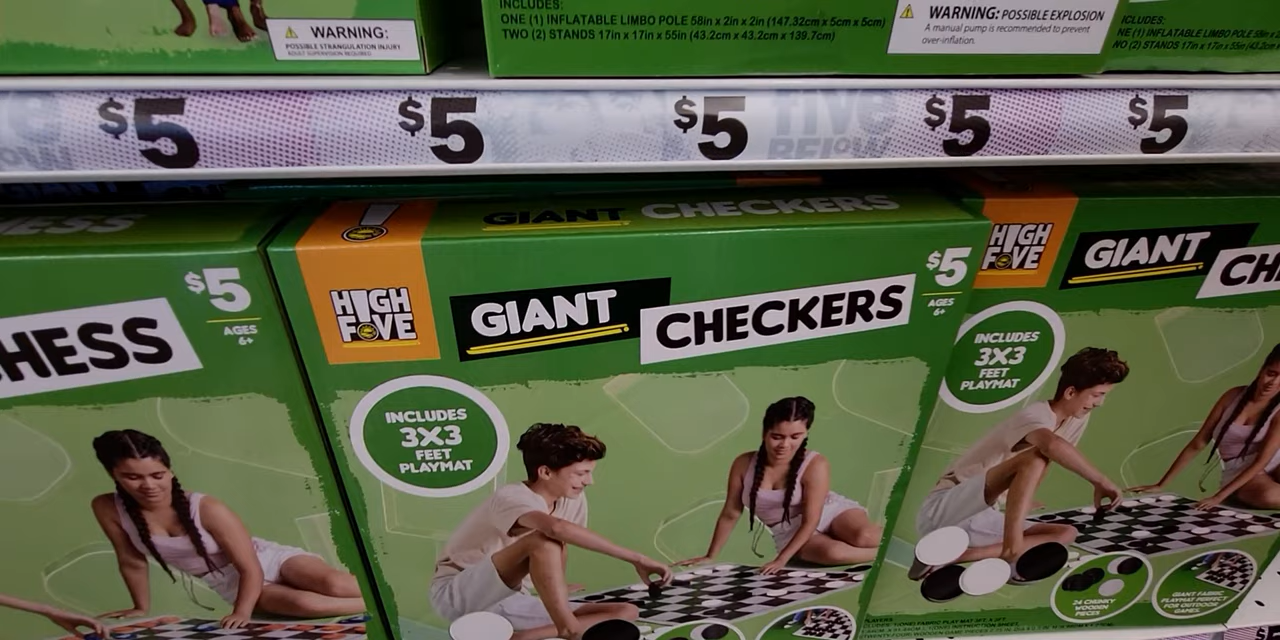 WARNING:
POSSIBLE STRANGULATION INJURY
ADULT SUPERVISION REQUIRED
INCLUDES:
ONE (1) INFLATABLE LIMBO POLE 58in x 2in x 2in (147.32cm x 5cm x 5cm)
TWO (2) STANDS 17in x 17in x 55in (43.2cm x 43.2cm x 139.7cm)
WARNING: POSSIBLE EXPLOSION
A manual pump is recommended to prevent
over-inflation.
ICLUDES:
NE (1) INFLATABLE LIMBO POLE 58in x 2
WO (2) STANDS 17in x 17in x 55in (43.2cm
$5
$5
$5
$5
$5
five
BELOW
HESS
$5
AGES
6+
GIANT CHECKERS
HIGH
FIVE
GIANT
CHECKERS
$5
AGES
6+
INCLUDES
3X3
FEET
PLAYMAT
HIGH
FIVE
GIANT
CH
INCLUDES
3X3
FEET
PLAYMAT
24 CHUNKY
WOODEN
PIECES
GIANT FABRIC
PLAYMAT PERFECT
FOR OUTDOOR
GAMES